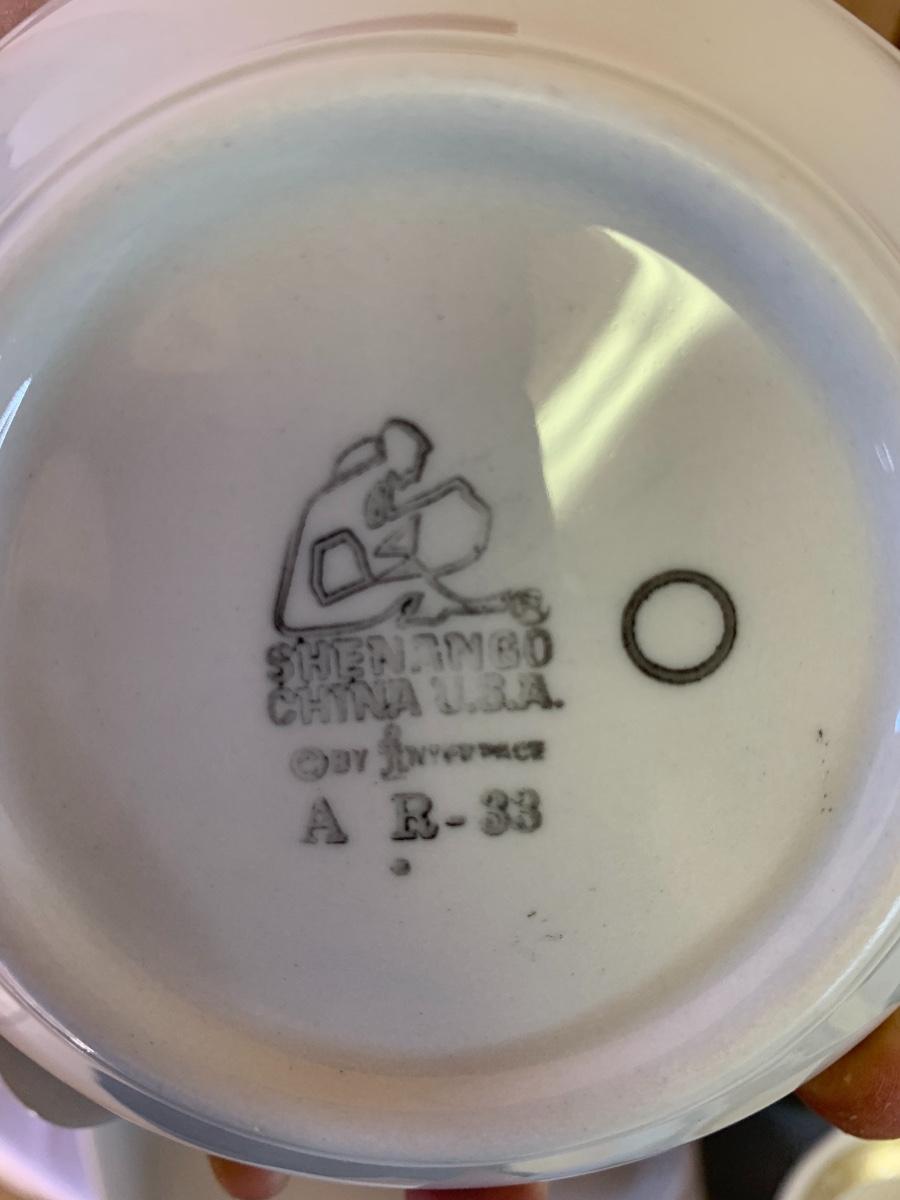 SHENANGO
CHINA U.S.A.
© BY INTERPACE
A R-33